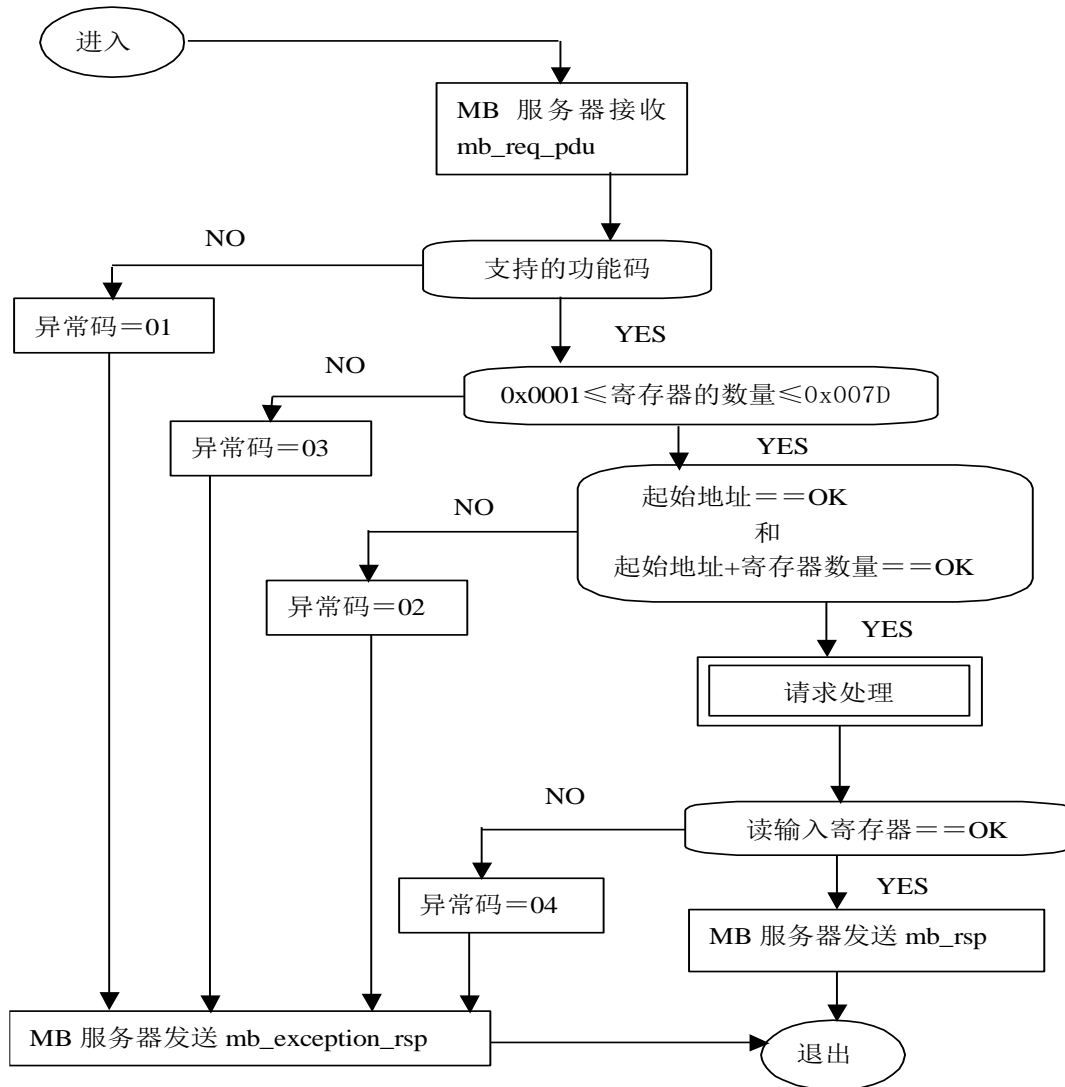 进入
MB 服务器接收
mb_req_pdu
NO
支持的功能码
异常码＝01
YES
NO
0x0001≤寄存器的数量≤0x007D
异常码＝03
YES
起始地址＝＝OK
NO
和
起始地址+寄存器数量＝＝OK
异常码＝02
YES
请求处理
NO
读输入寄存器＝＝OK
YES
异常码＝04
MB 服务器发送 mb_rsp
MB 服务器发送 mb_exception_rsp
退出